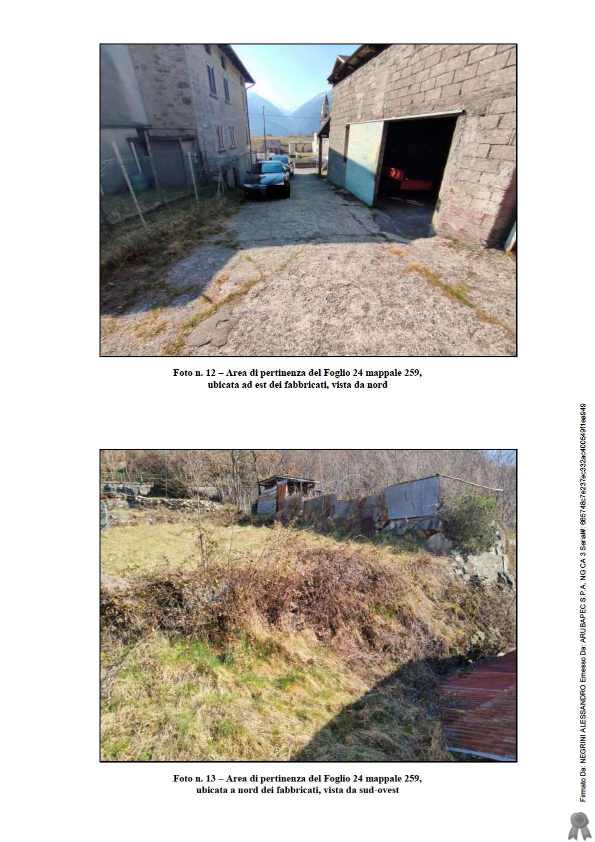 Foto n. 12 – Area di pertinenza del Foglio 24 mappale 259,
ubicata ad est dei fabbricati, vista da nord
Foto n. 13 – Area di pertinenza del Foglio 24 mappale 259,
ubicata a nord dei fabbricati, vista da sud-ovest
Firmato Da: NEGRINI ALESSANDRO Emesso Da: ARUBAPEC S.P.A. NG CA 3 Serial#: 665748c7e237ec332ac400549f1ea949